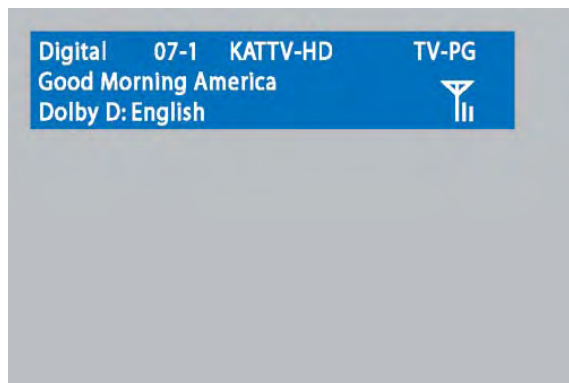 Digital 07-1 KATTV-HD TV-PG
Good Morning America
Dolby D: English